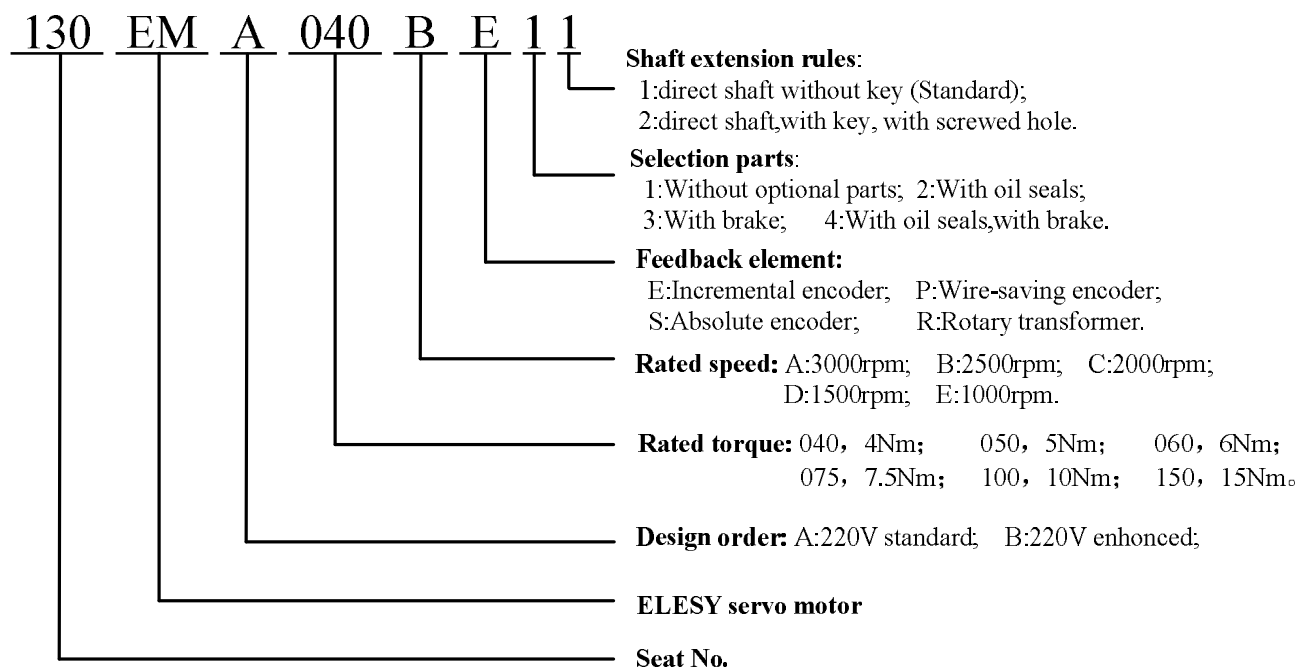 130 EM A 040 B E 1 1
Shaft extension rules:
1:direct shaft without key (Standard);
2:direct shaft,with key, with screwed hole.
Selection parts:
1:Without optional parts; 2:With oil seals;
3:With brake; 4:With oil seals,with brake.
Feedback element:
E:Incremental encoder; P:Wire-saving encoder;
S:Absolute encoder; R:Rotary transformer.
Rated speed: A:3000rpm; B:2500rpm; C:2000rpm;
D:1500rpm; E:1000rpm.
Rated torque: 040，4Nm； 050，5Nm； 060，6Nm；
075，7.5Nm； 100，10Nm； 150，15Nm。
Design order: A:220V standard; B:220V enhonced;
ELESY servo motor
Seat No.